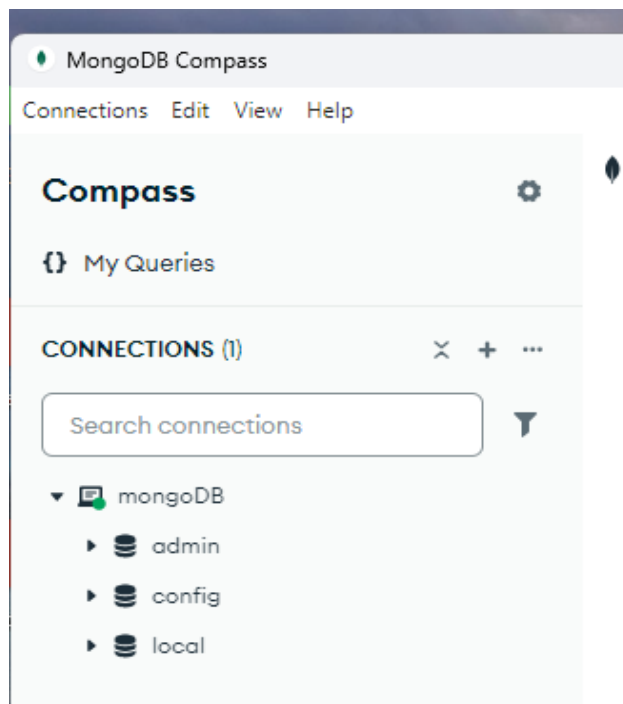 MongoDB Compass
Connections Edit View Help
Compass
{} My Queries
CONNECTIONS (1)
Search connections
mongoDB
admin
config
local